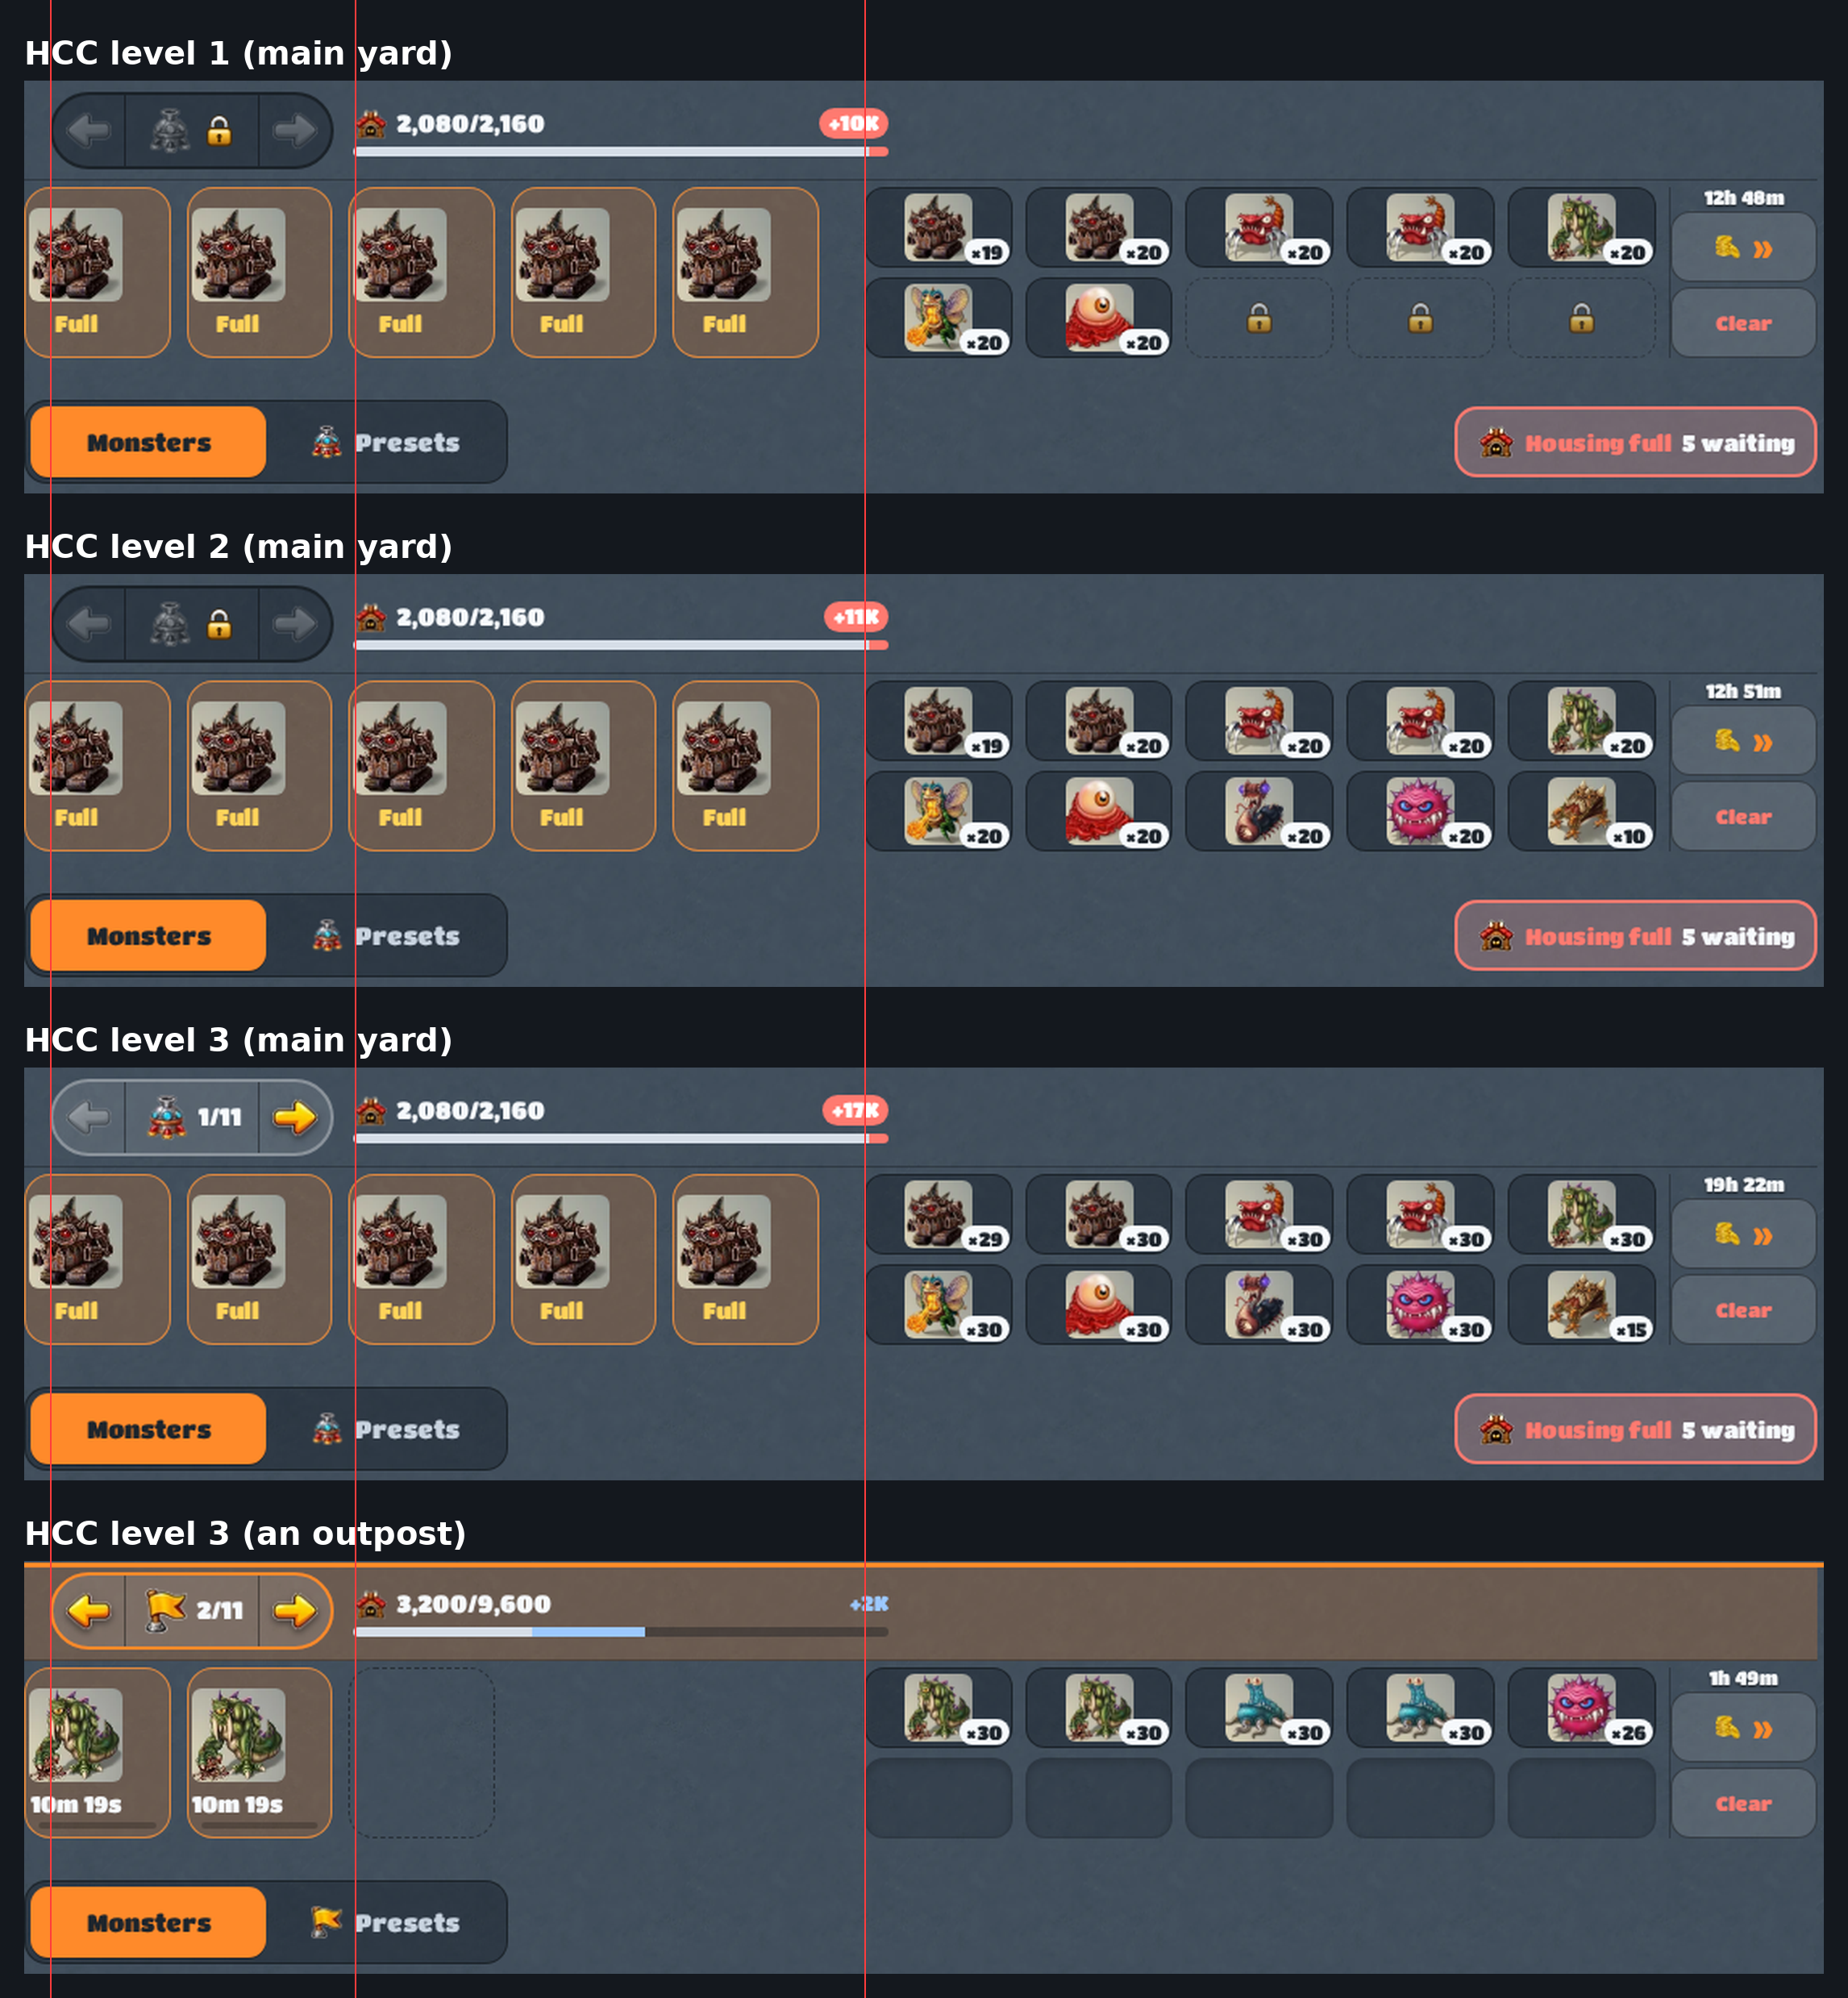 HCC level 1 (main yard)
2,080/2,160 +10K
×19 ×20 ×20 ×20 ×20 12h 48m
Full Full Full Full Full
×20 ×20 Clear
Monsters Presets Housing full 5 waiting
HCC level 2 (main yard)
2,080/2,160 +11K
×19 ×20 ×20 ×20 ×20 12h 51m
Full Full Full Full Full
×20 ×20 ×20 ×20 ×10 Clear
Monsters Presets Housing full 5 waiting
HCC level 3 (main yard)
1/11 2,080/2,160 +17K
×29 ×30 ×30 ×30 ×30 19h 22m
Full Full Full Full Full
×30 ×30 ×30 ×30 ×15 Clear
Monsters Presets Housing full 5 waiting
HCC level 3 (an outpost)
2/11 3,200/9,600 +2K
×30 ×30 ×30 ×30 ×26 1h 49m
10m 19s 10m 19s Clear
Monsters Presets